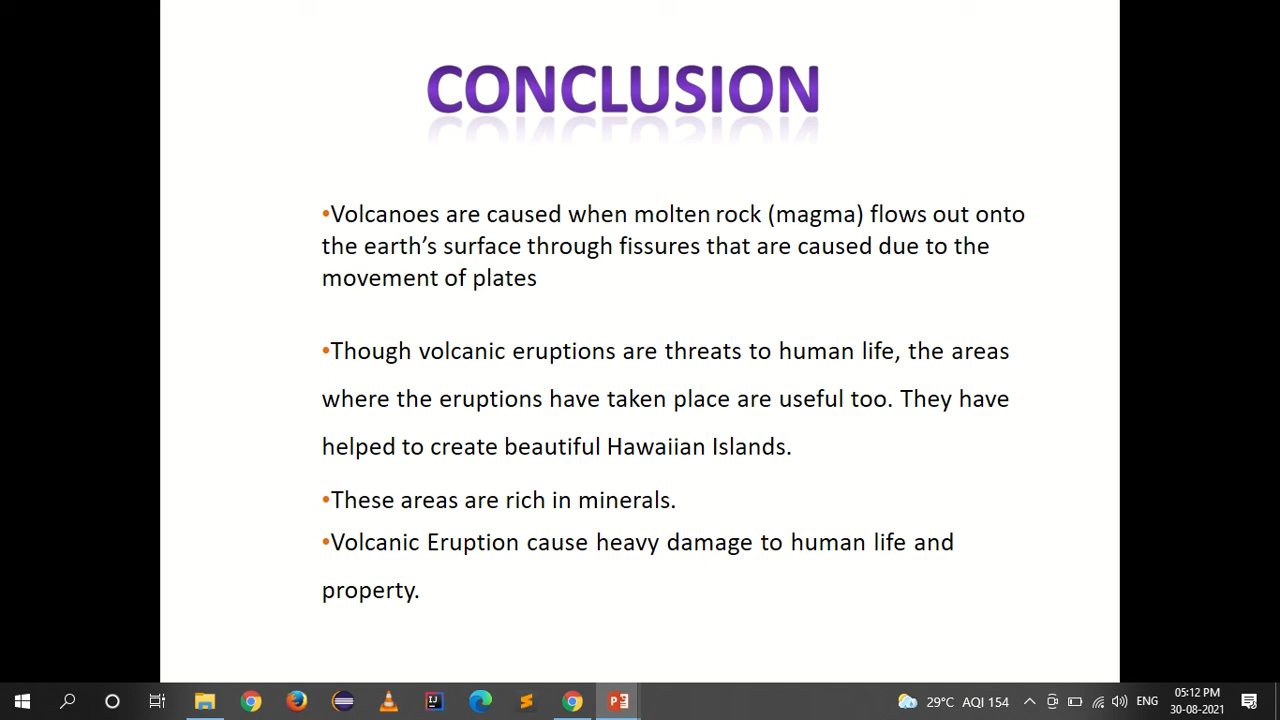 CONCLUSION
•Volcanoes are caused when molten rock (magma) flows out onto
the earth’s surface through fissures that are caused due to the
movement of plates
•Though volcanic eruptions are threats to human life, the areas
where the eruptions have taken place are useful too. They have
helped to create beautiful Hawaiian Islands.
•These areas are rich in minerals.
•Volcanic Eruption cause heavy damage to human life and
property.
29°C AQI 154
ENG
05:12 PM
30-08-2021